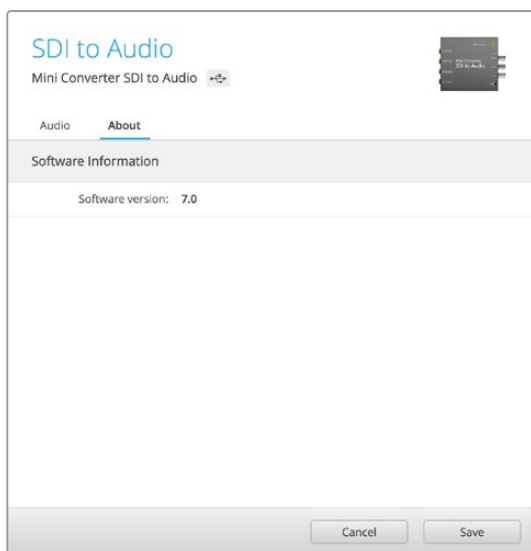 SDI to Audio
Mini Converter SDI to Audio
Audio About
Software Information
Software version: 7.0
Cancel Save